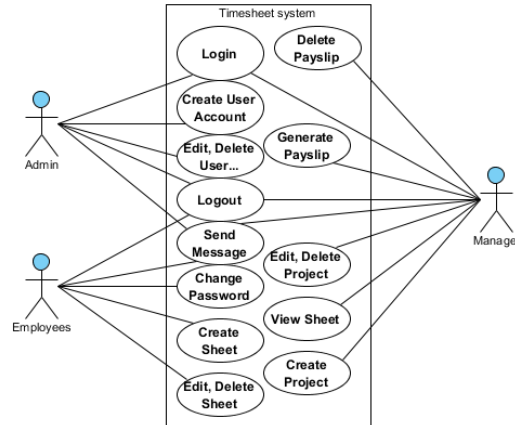 Timesheet system
Login
Delete
Payslip
Create User
Account
Edit, Delete
User...
Generate
Payslip
Admin
Logout
Send
Message
Manage
Edit, Delete
Project
Change
Password
Employees
Create
Sheet
View Sheet
Edit, Delete
Sheet
Create
Project